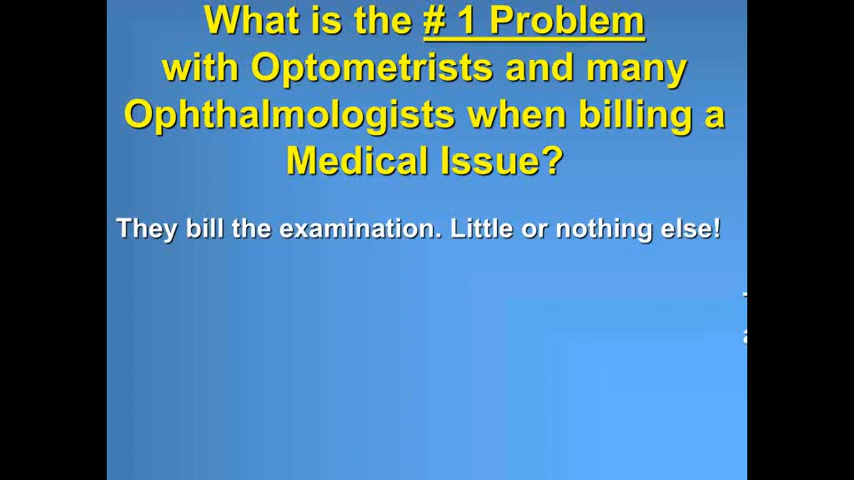 What is the # 1 Problem
with Optometrists and many
Ophthalmologists when billing a
Medical Issue?
They bill the examination. Little or nothing else!